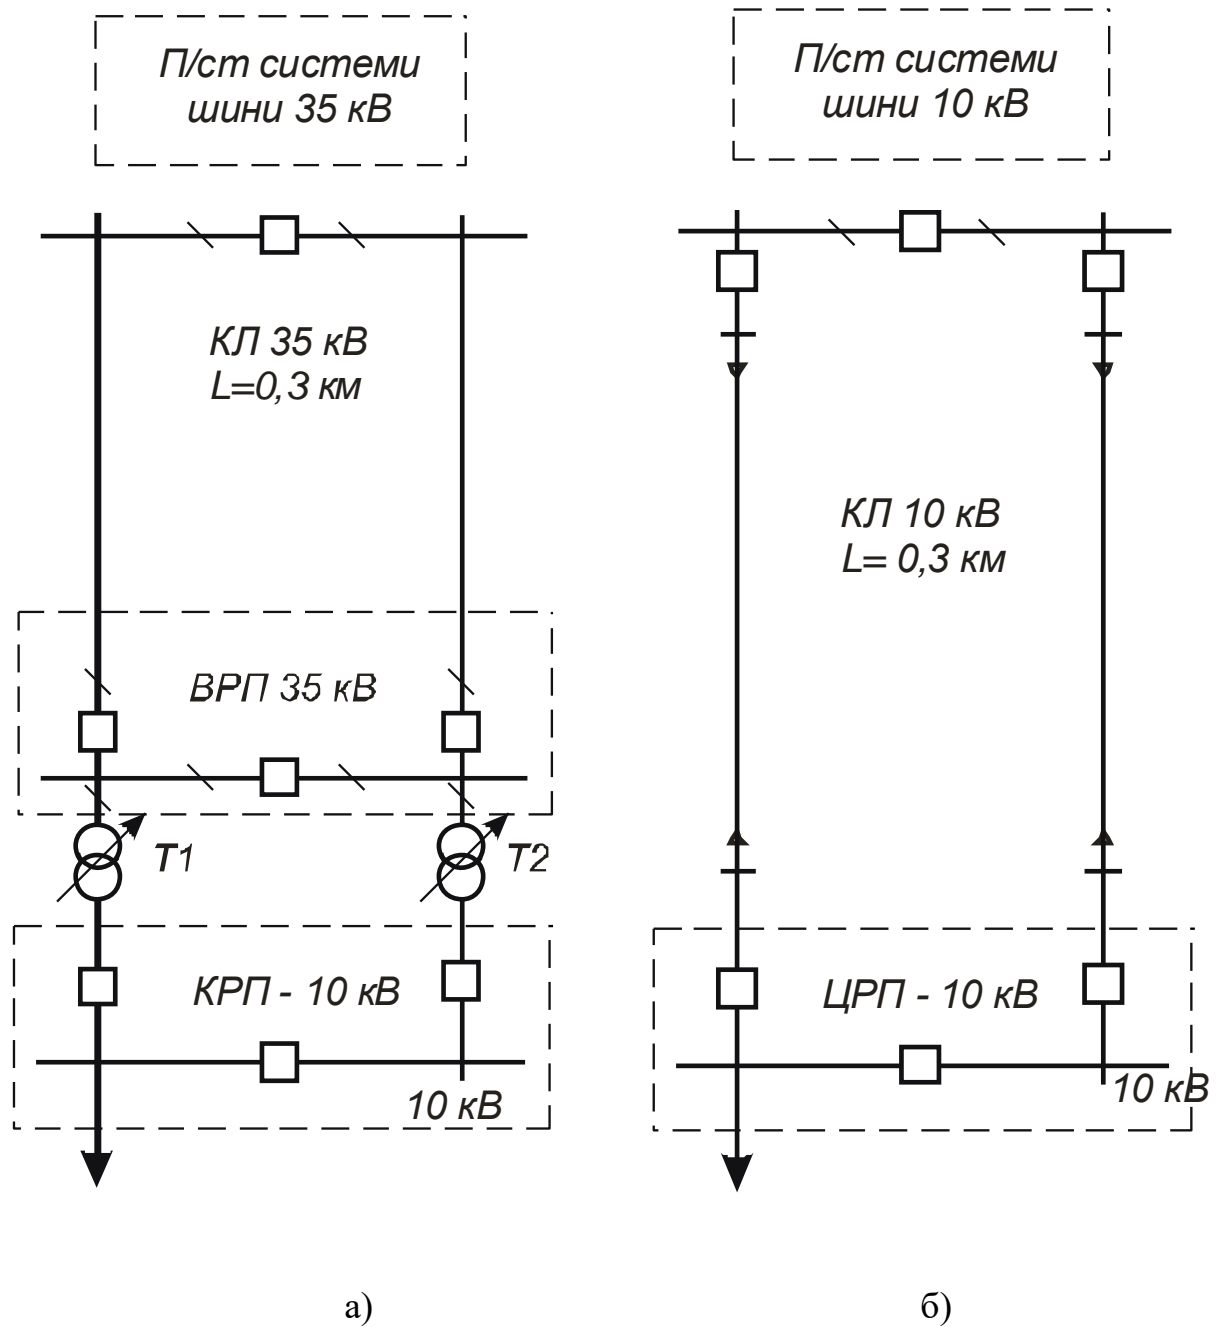 П/ст системи
шини 35 кВ
КЛ 35 кВ
L=0,3 км
ВРП 35 кВ
Т1
Т2
КРП - 10 кВ
10 кВ
а)
П/ст системи
шини 10 кВ
КЛ 10 кВ
L= 0,3 км
ЦРП - 10 кВ
10 кВ
б)